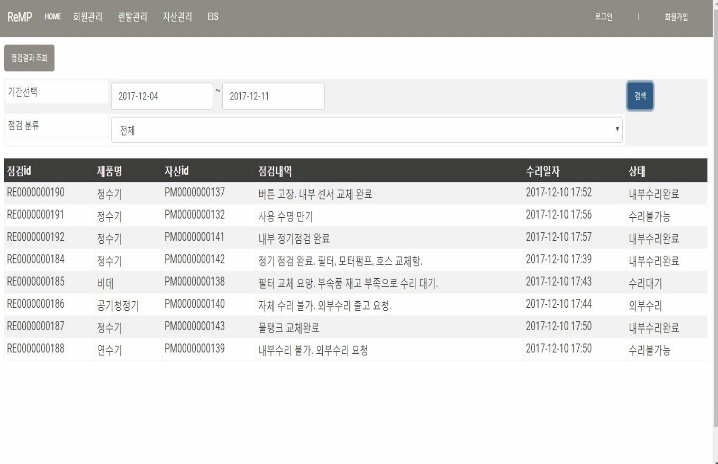 ReMP HOME 회원관리 렌탈관리 자산관리 EIS 로그인 | 회원가입
점검결과 조회
기간선택 2017-12-04 ~ 2017-12-11 검색
점검 분류 전체
점검id 제품명 자산id 점검내역 수리일자 상태
RE0000000190 정수기 PM0000000137 버튼 고장. 내부 센서 교체 완료 2017-12-10 17:52 내부수리완료
RE0000000191 정수기 PM0000000132 사용 수명 만기 2017-12-10 17:56 수리불가능
RE0000000192 정수기 PM0000000141 내부 정기점검 완료 2017-12-10 17:57 내부수리완료
RE0000000184 정수기 PM0000000142 정기 점검 완료. 필터, 모터펌프, 호스 교체함. 2017-12-10 17:39 내부수리완료
RE0000000185 비데 PM0000000138 필터 교체 요망. 부속품 재고 부족으로 수리 대기. 2017-12-10 17:43 수리대기
RE0000000186 공기청정기 PM0000000140 자체 수리 불가. 외부수리 출고 요청. 2017-12-10 17:44 외부수리
RE0000000187 정수기 PM0000000143 물탱크 교체완료 2017-12-10 17:50 내부수리완료
RE0000000188 연수기 PM0000000139 내부수리 불가. 외부수리 요청 2017-12-10 17:50 수리불가능